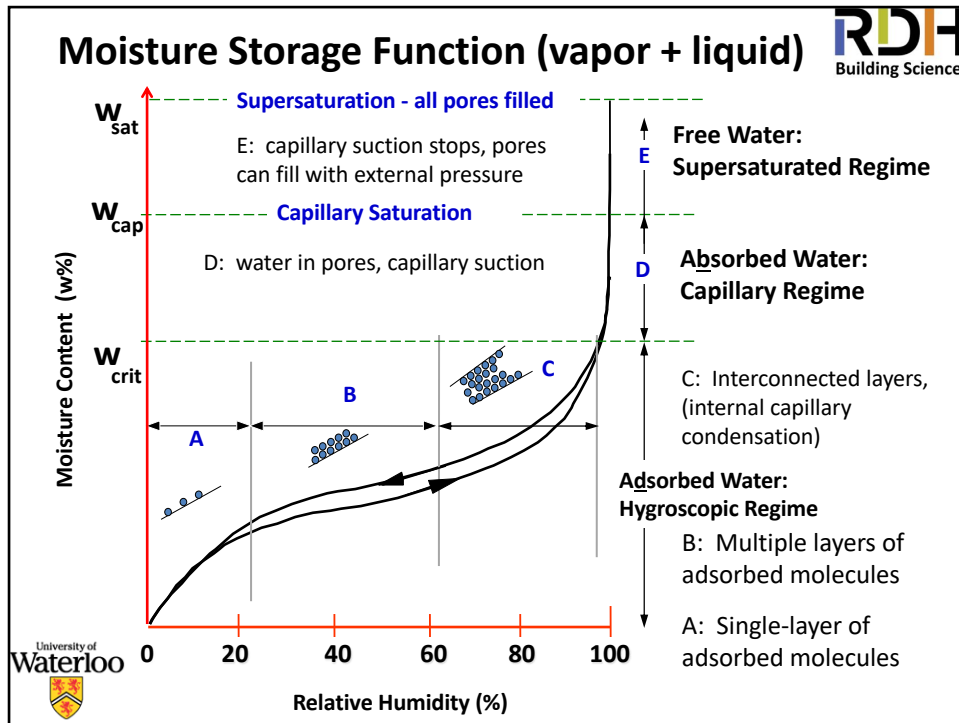 Moisture Storage Function (vapor + liquid)
RDH
Building Science
Supersaturation - all pores filled
w
sat
E: capillary suction stops, pores
can fill with external pressure
E
Free Water:
Supersaturated Regime
w
cap
Capillary Saturation
D: water in pores, capillary suction
D
Absorbed Water:
Capillary Regime
w
crit
Moisture Content (w%)
A
B
C
C: Interconnected layers,
(internal capillary
condensation)
Adsorbed Water:
Hygroscopic Regime
B: Multiple layers of
adsorbed molecules
A: Single-layer of
adsorbed molecules
0 20 40 60 80 100
Relative Humidity (%)
University of
Waterloo